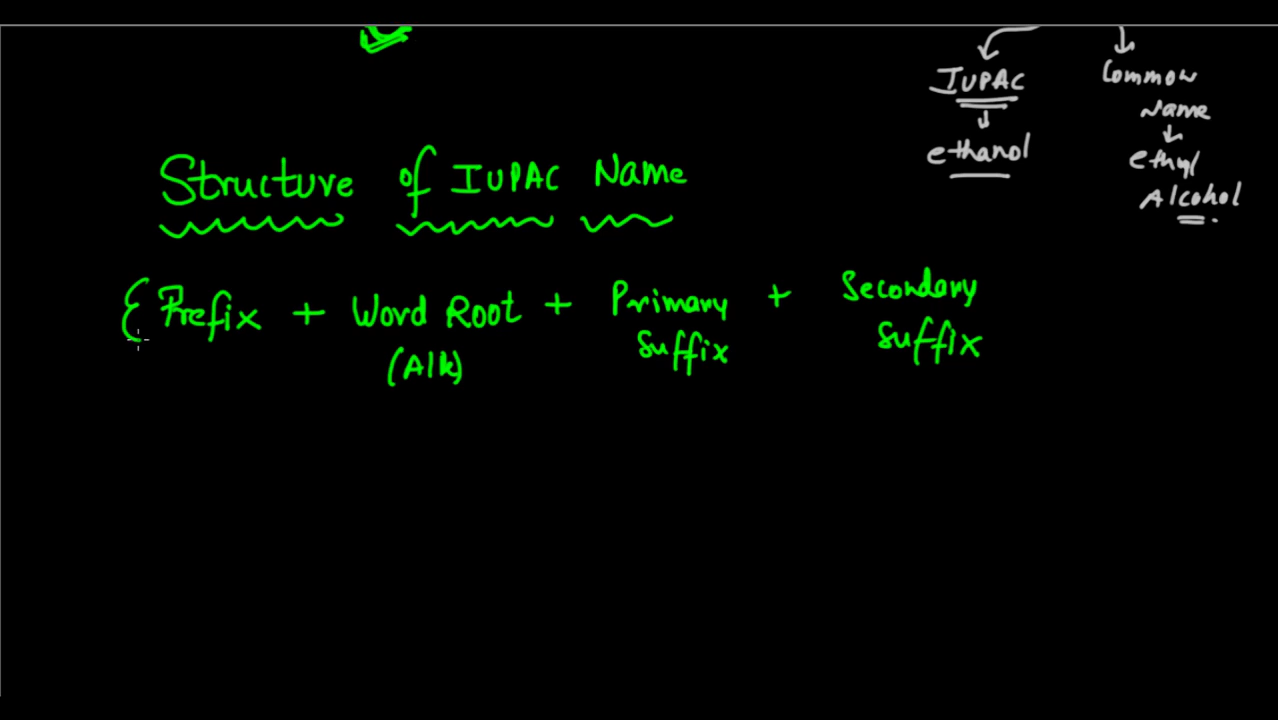 IUPAC
ethanol
Common
Name
ethyl
Alcohol
Structure of IUPAC Name
{ Prefix + Word Root + Primary Suffix + Secondary Suffix
(Alk)